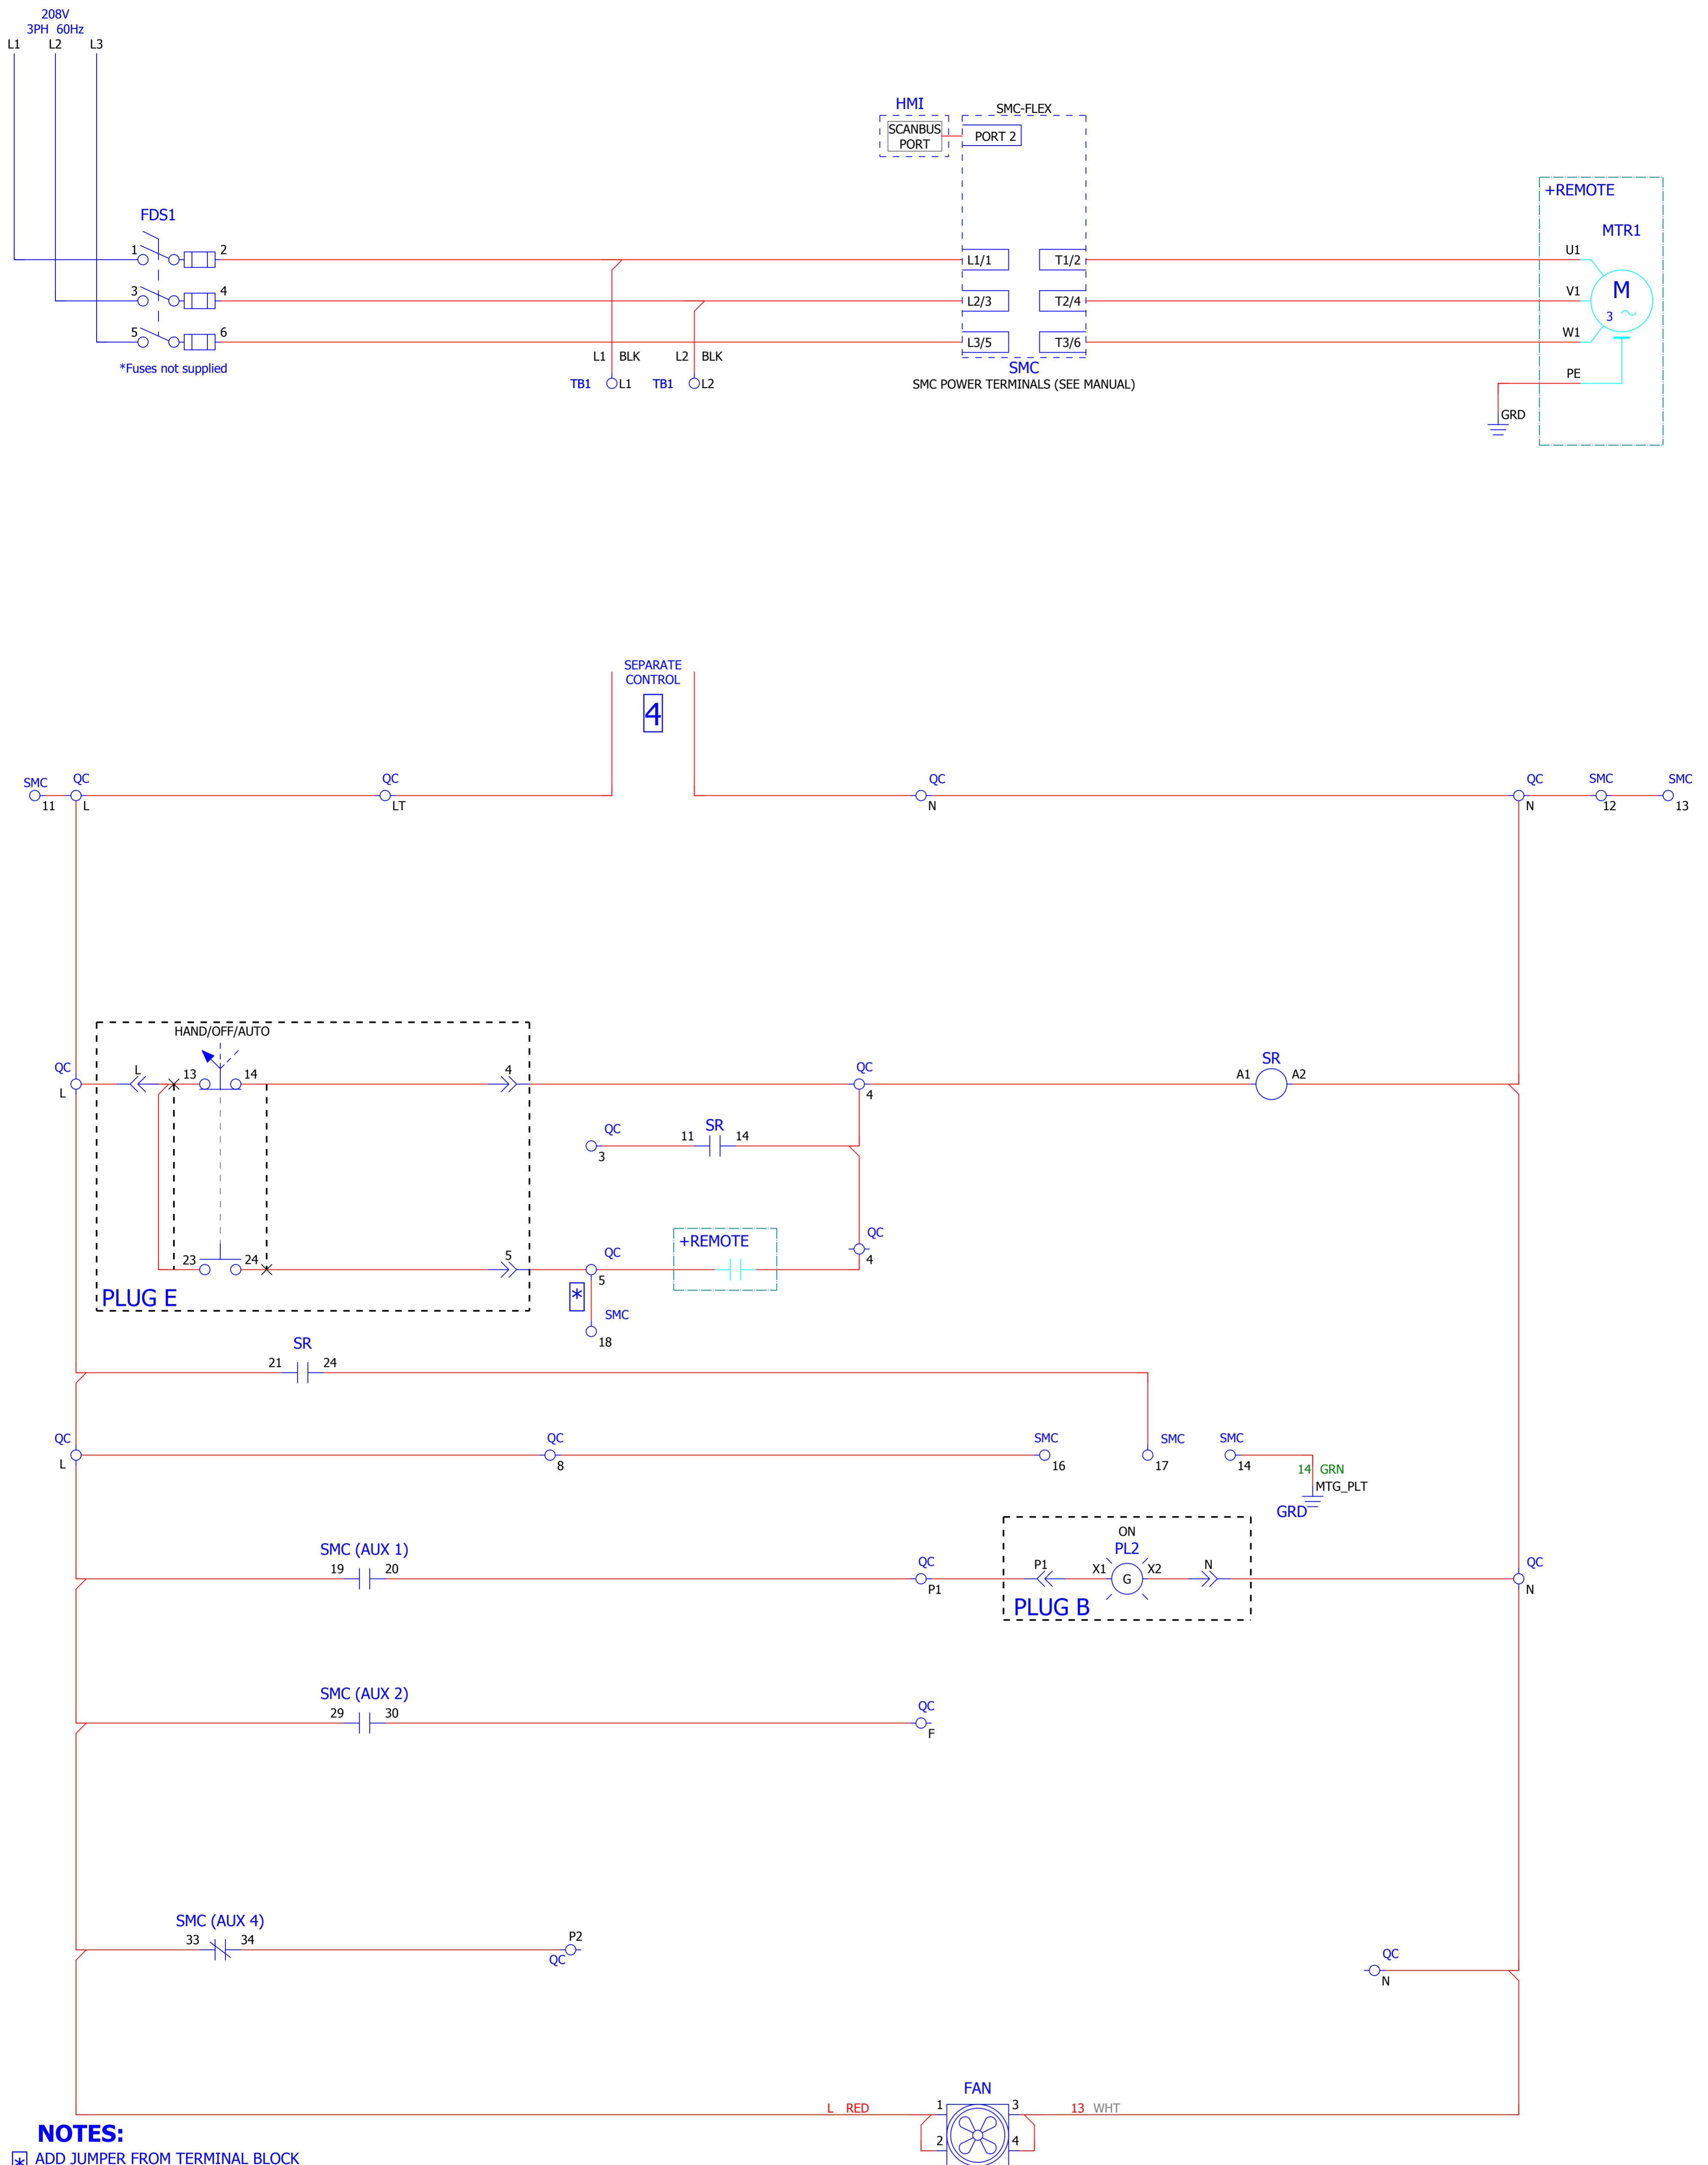 208V
3PH 60Hz
L1 L2 L3
HMI
SCANBUS
PORT
SMC-FLEX
PORT 2
+REMOTE
MTR1
FDS1
1 2
3 4
5 6
*Fuses not supplied
L1/1 T1/2
L2/3 T2/4
L3/5 T3/6
U1
V1
W1
PE
M
3
GRD
L1 BLK
L2 BLK
TB1 L1
TB1 L2
SMC
SMC POWER TERMINALS (SEE MANUAL)
SEPARATE
CONTROL
4
SMC
11
QC
L
QC
LT
QC
N
QC
N
SMC
12
SMC
13
HAND/OFF/AUTO
QC
L
L
13 14
4
QC
4
SR
A1 A2
QC
3
SR
11 14
QC
4
23 24
5
QC
5
+REMOTE
PLUG E
*
SMC
18
SR
21 24
QC
L
QC
8
SMC
16
SMC
17
SMC
14
14 GRN
MTG_PLT
GRD
SMC (AUX 1)
19 20
QC
P1
ON
PL2
P1 X1 G X2 N
PLUG B
QC
N
SMC (AUX 2)
29 30
QC
F
SMC (AUX 4)
33 34
P2
QC
QC
N
FAN
L RED
1 3
2 4
13 WHT
NOTES:
* ADD JUMPER FROM TERMINAL BLOCK